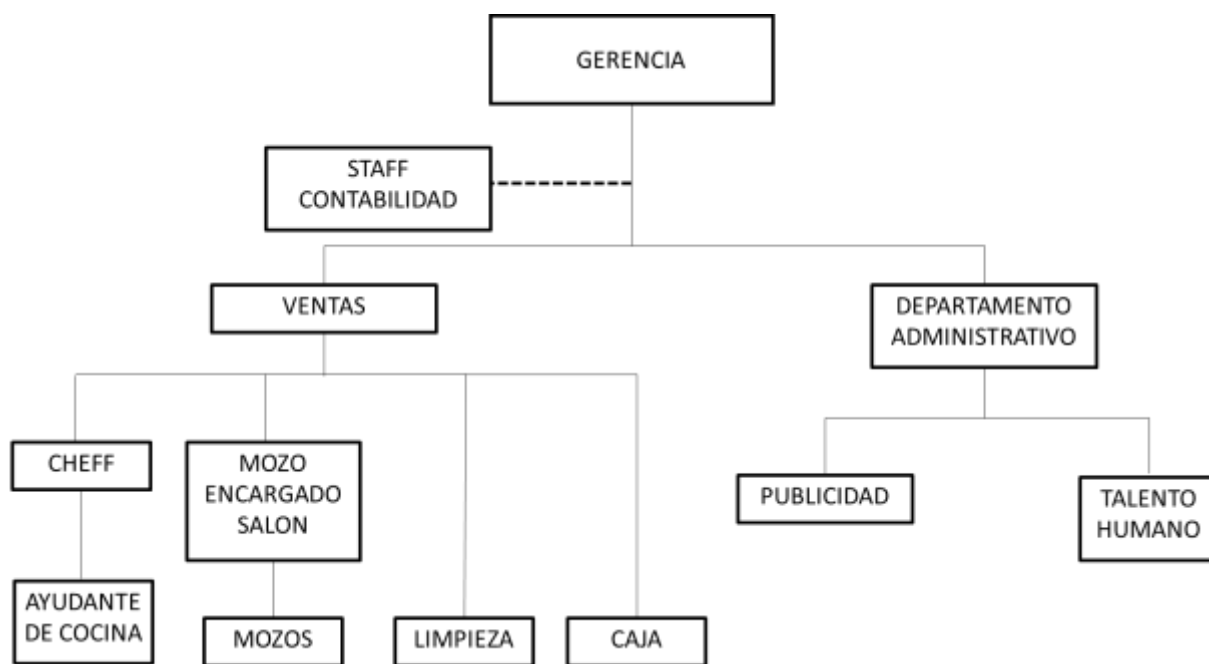 GERENCIA
STAFF
CONTABILIDAD
VENTAS
DEPARTAMENTO
ADMINISTRATIVO
CHEFF
MOZO
ENCARGADO
SALON
PUBLICIDAD
TALENTO
HUMANO
AYUDANTE
DE COCINA
MOZOS
LIMPIEZA
CAJA